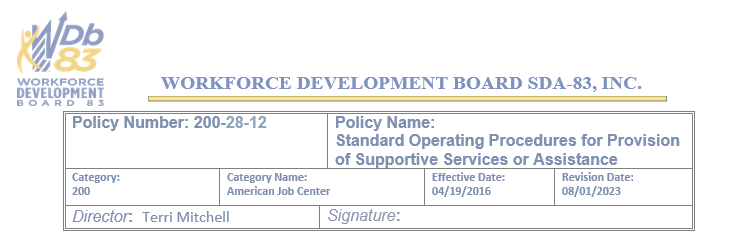 WDb
83
WORKFORCE
DEVELOPMENT
BOARD 83
WORKFORCE DEVELOPMENT BOARD SDA-83, INC.
Policy Number: 200-28-12
Policy Name:
Standard Operating Procedures for Provision
of Supportive Services or Assistance
Category:
200
Category Name:
American Job Center
Effective Date:
04/19/2016
Revision Date:
08/01/2023
Director: Terri Mitchell
Signature: